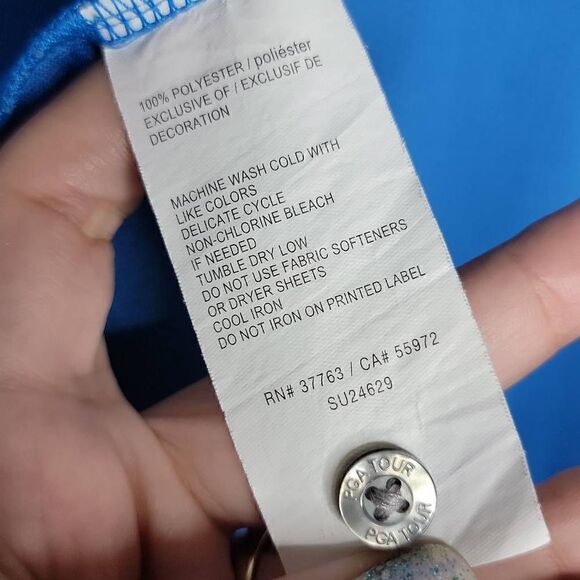 100% POLYESTER / poliéster
EXCLUSIVE OF / EXCLUSIF DE
DECORATION
MACHINE WASH COLD WITH
LIKE COLORS
DELICATE CYCLE
NON-CHLORINE BLEACH
IF NEEDED
TUMBLE DRY LOW
DO NOT USE FABRIC SOFTENERS
OR DRYER SHEETS
COOL IRON
DO NOT IRON ON PRINTED LABEL
RN# 37763 / CA# 55972
SU24629
PGA TOUR
PGA TOUR